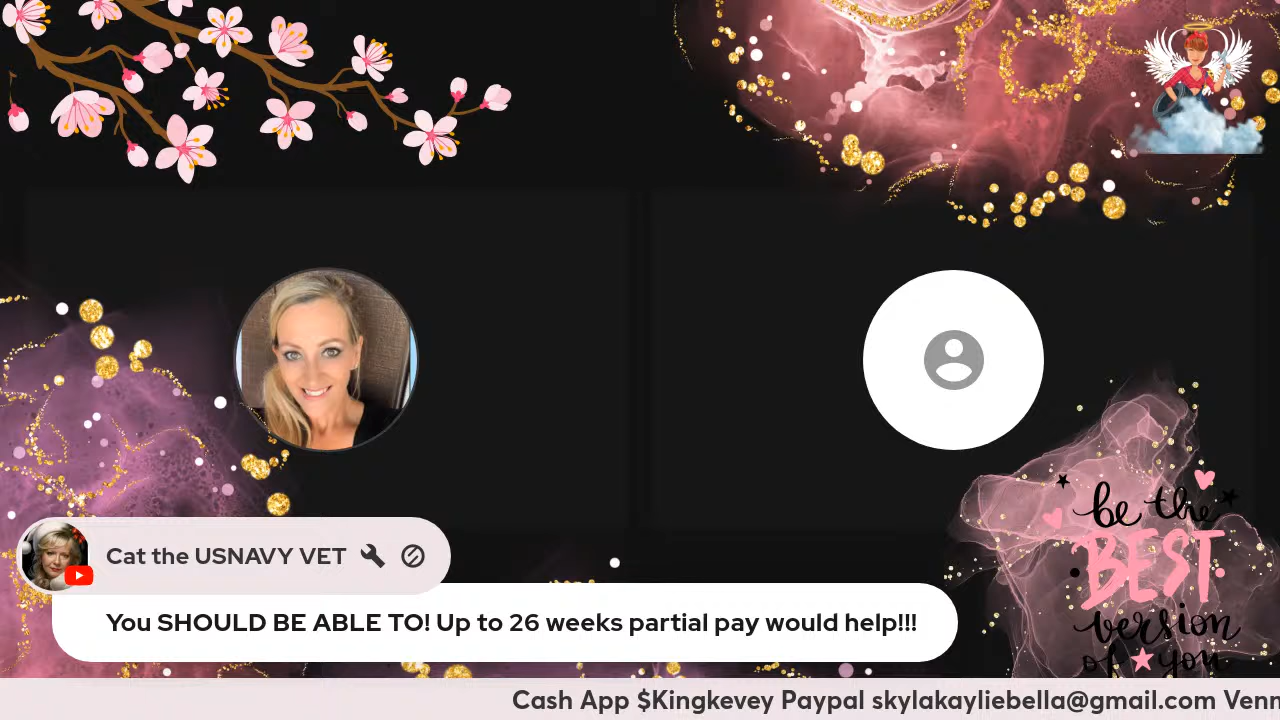 be the
BEST
version
of you
Cat the USNAVY VET
You SHOULD BE ABLE TO! Up to 26 weeks partial pay would help!!!
Cash App $Kingkevey Paypal skylakayliebella@gmail.com Venn